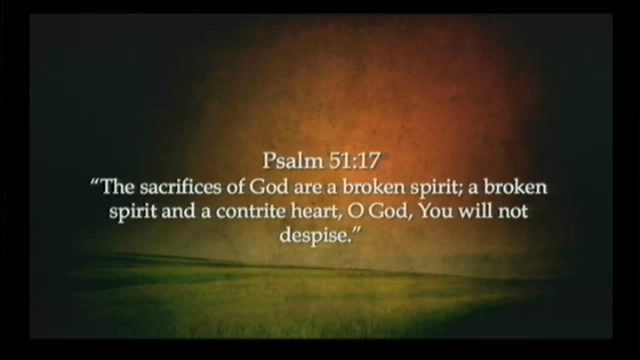 Psalm 51:17
“The sacrifices of God are a broken spirit; a broken
spirit and a contrite heart, O God, You will not
despise.”